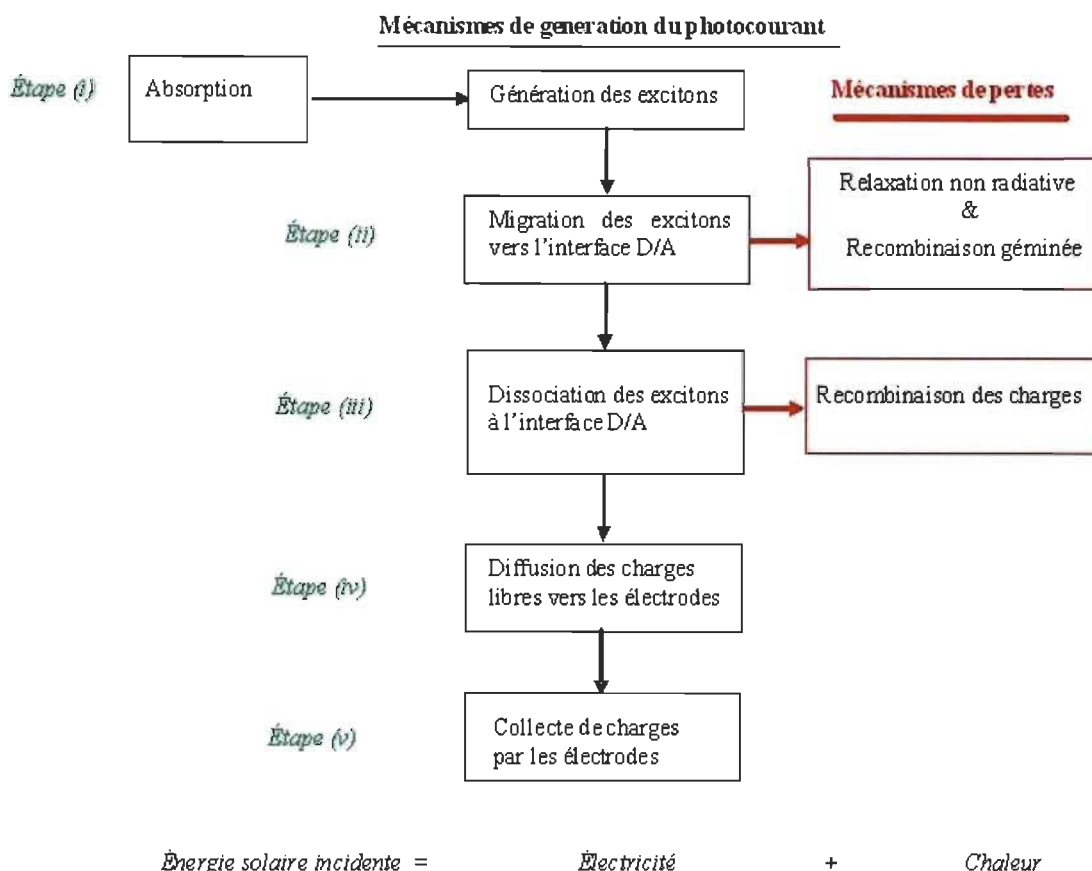 Mécanismes de generation du photocourant
Étape (i)
Absorption
Génération des excitons
Mécanismes de pertes
Étape (ii)
Migration des excitons
vers l'interface D/A
Relaxation non radiative
&
Recombinaison géminée
Étape (iii)
Dissociation des excitons
à l'interface D/A
Recombinaison des charges
Étape (iv)
Diffusion des charges
libres vers les électrodes
Étape (v)
Collecte de charges
par les électrodes
Énergie solaire incidente = Électricité + Chaleur